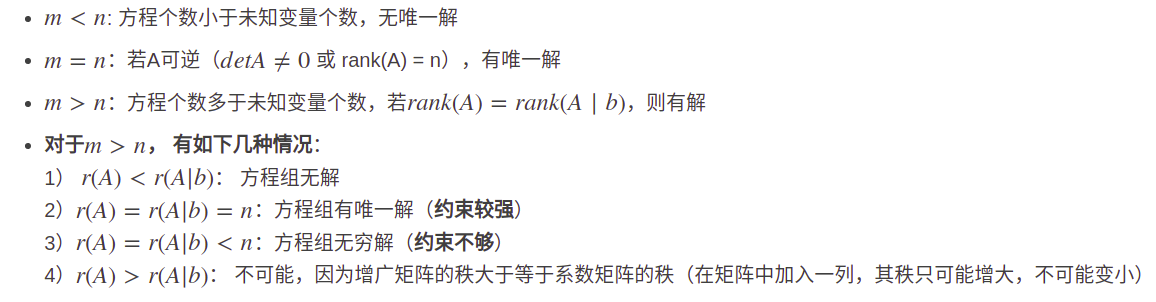 • m < n: 方程个数小于未知变量个数，无唯一解
• m = n：若A可逆（detA ≠ 0 或 rank(A) = n），有唯一解
• m > n：方程个数多于未知变量个数，若rank(A) = rank(A | b)，则有解
• 对于m > n， 有如下几种情况：
1） r(A) < r(A|b)： 方程组无解
2）r(A) = r(A|b) = n：方程组有唯一解（约束较强）
3）r(A) = r(A|b) < n：方程组无穷解（约束不够）
4）r(A) > r(A|b)： 不可能，因为增广矩阵的秩大于等于系数矩阵的秩（在矩阵中加入一列，其秩只可能增大，不可能变小）